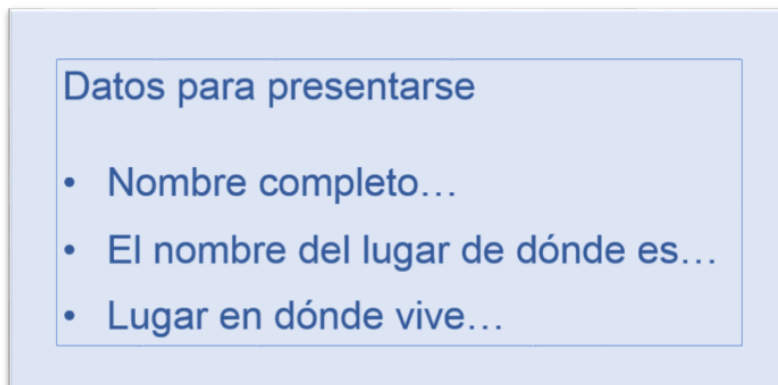 Datos para presentarse
• Nombre completo…
• El nombre del lugar de dónde es…
• Lugar en dónde vive…